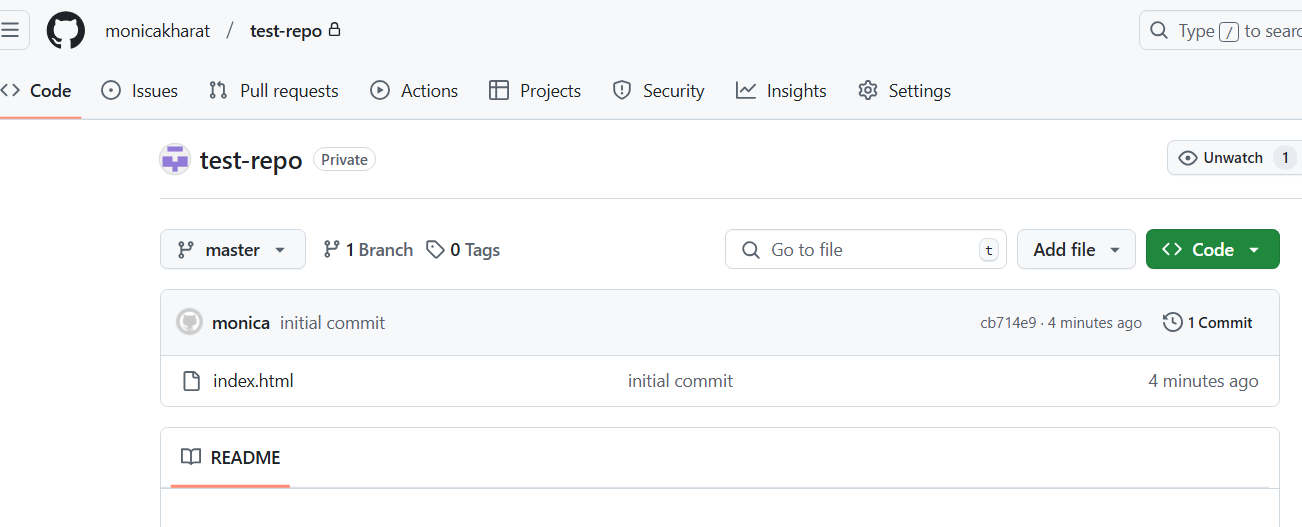 monicakharat / test-repo
Type / to searc
Code Issues Pull requests Actions Projects Security Insights Settings
test-repo Private
Unwatch 1
master 1 Branch 0 Tags
Go to file t
Add file
Code
monica initial commit
cb714e9 · 4 minutes ago 1 Commit
index.html initial commit 4 minutes ago
README